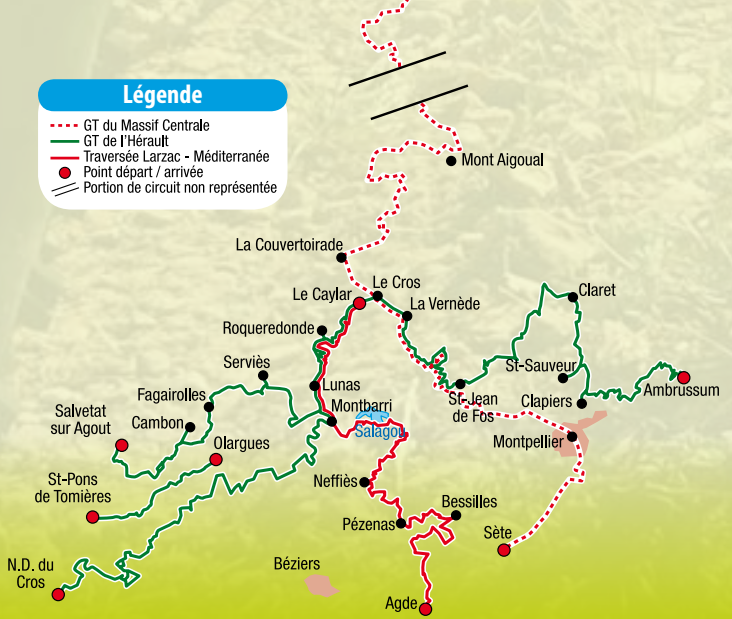 Légende
GT du Massif Centrale
GT de l'Hérault
Traversée Larzac - Méditerranée
Point départ / arrivée
Portion de circuit non représentée
Mont Aigoual
La Couvertoirade
Le Cros
Le Caylar
La Vernède
Claret
Roqueredonde
Serviès
St-Sauveur
Lunas
Ambrussum
Fagairolles
St-Jean
de Fos
Clapiers
Montbarri
Salvetat
sur Agout
Cambon
Salagou
Olargues
Montpellier
St-Pons
de Tomières
Neffiès
Bessilles
Pézenas
Sète
N.D. du
Cros
Béziers
Agde